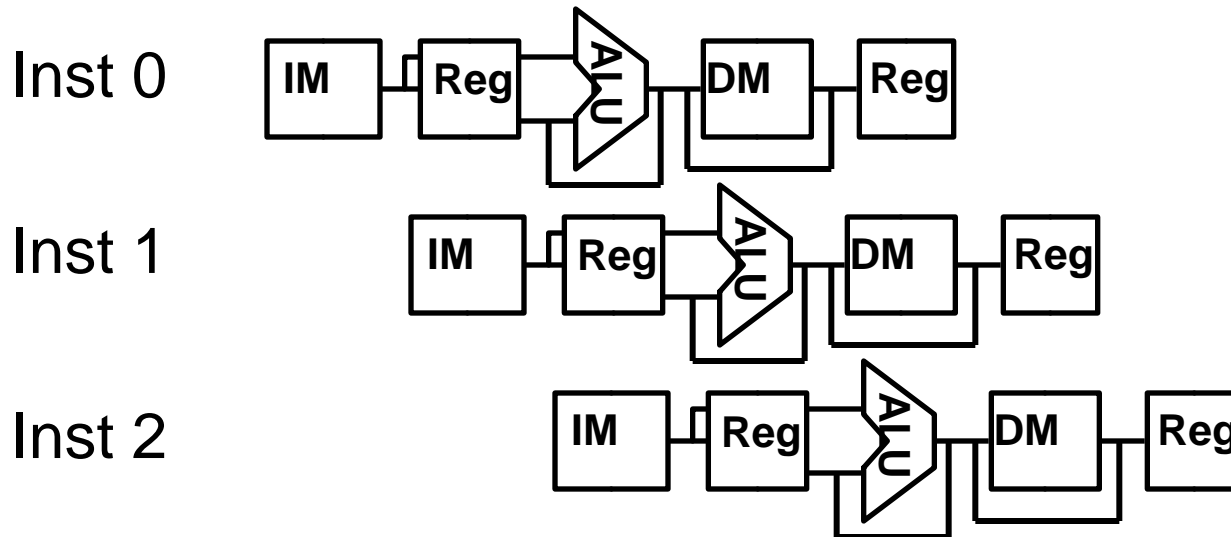 Inst 0 IM Reg ALU DM Reg
Inst 1 IM Reg ALU DM Reg
Inst 2 IM Reg ALU DM Reg